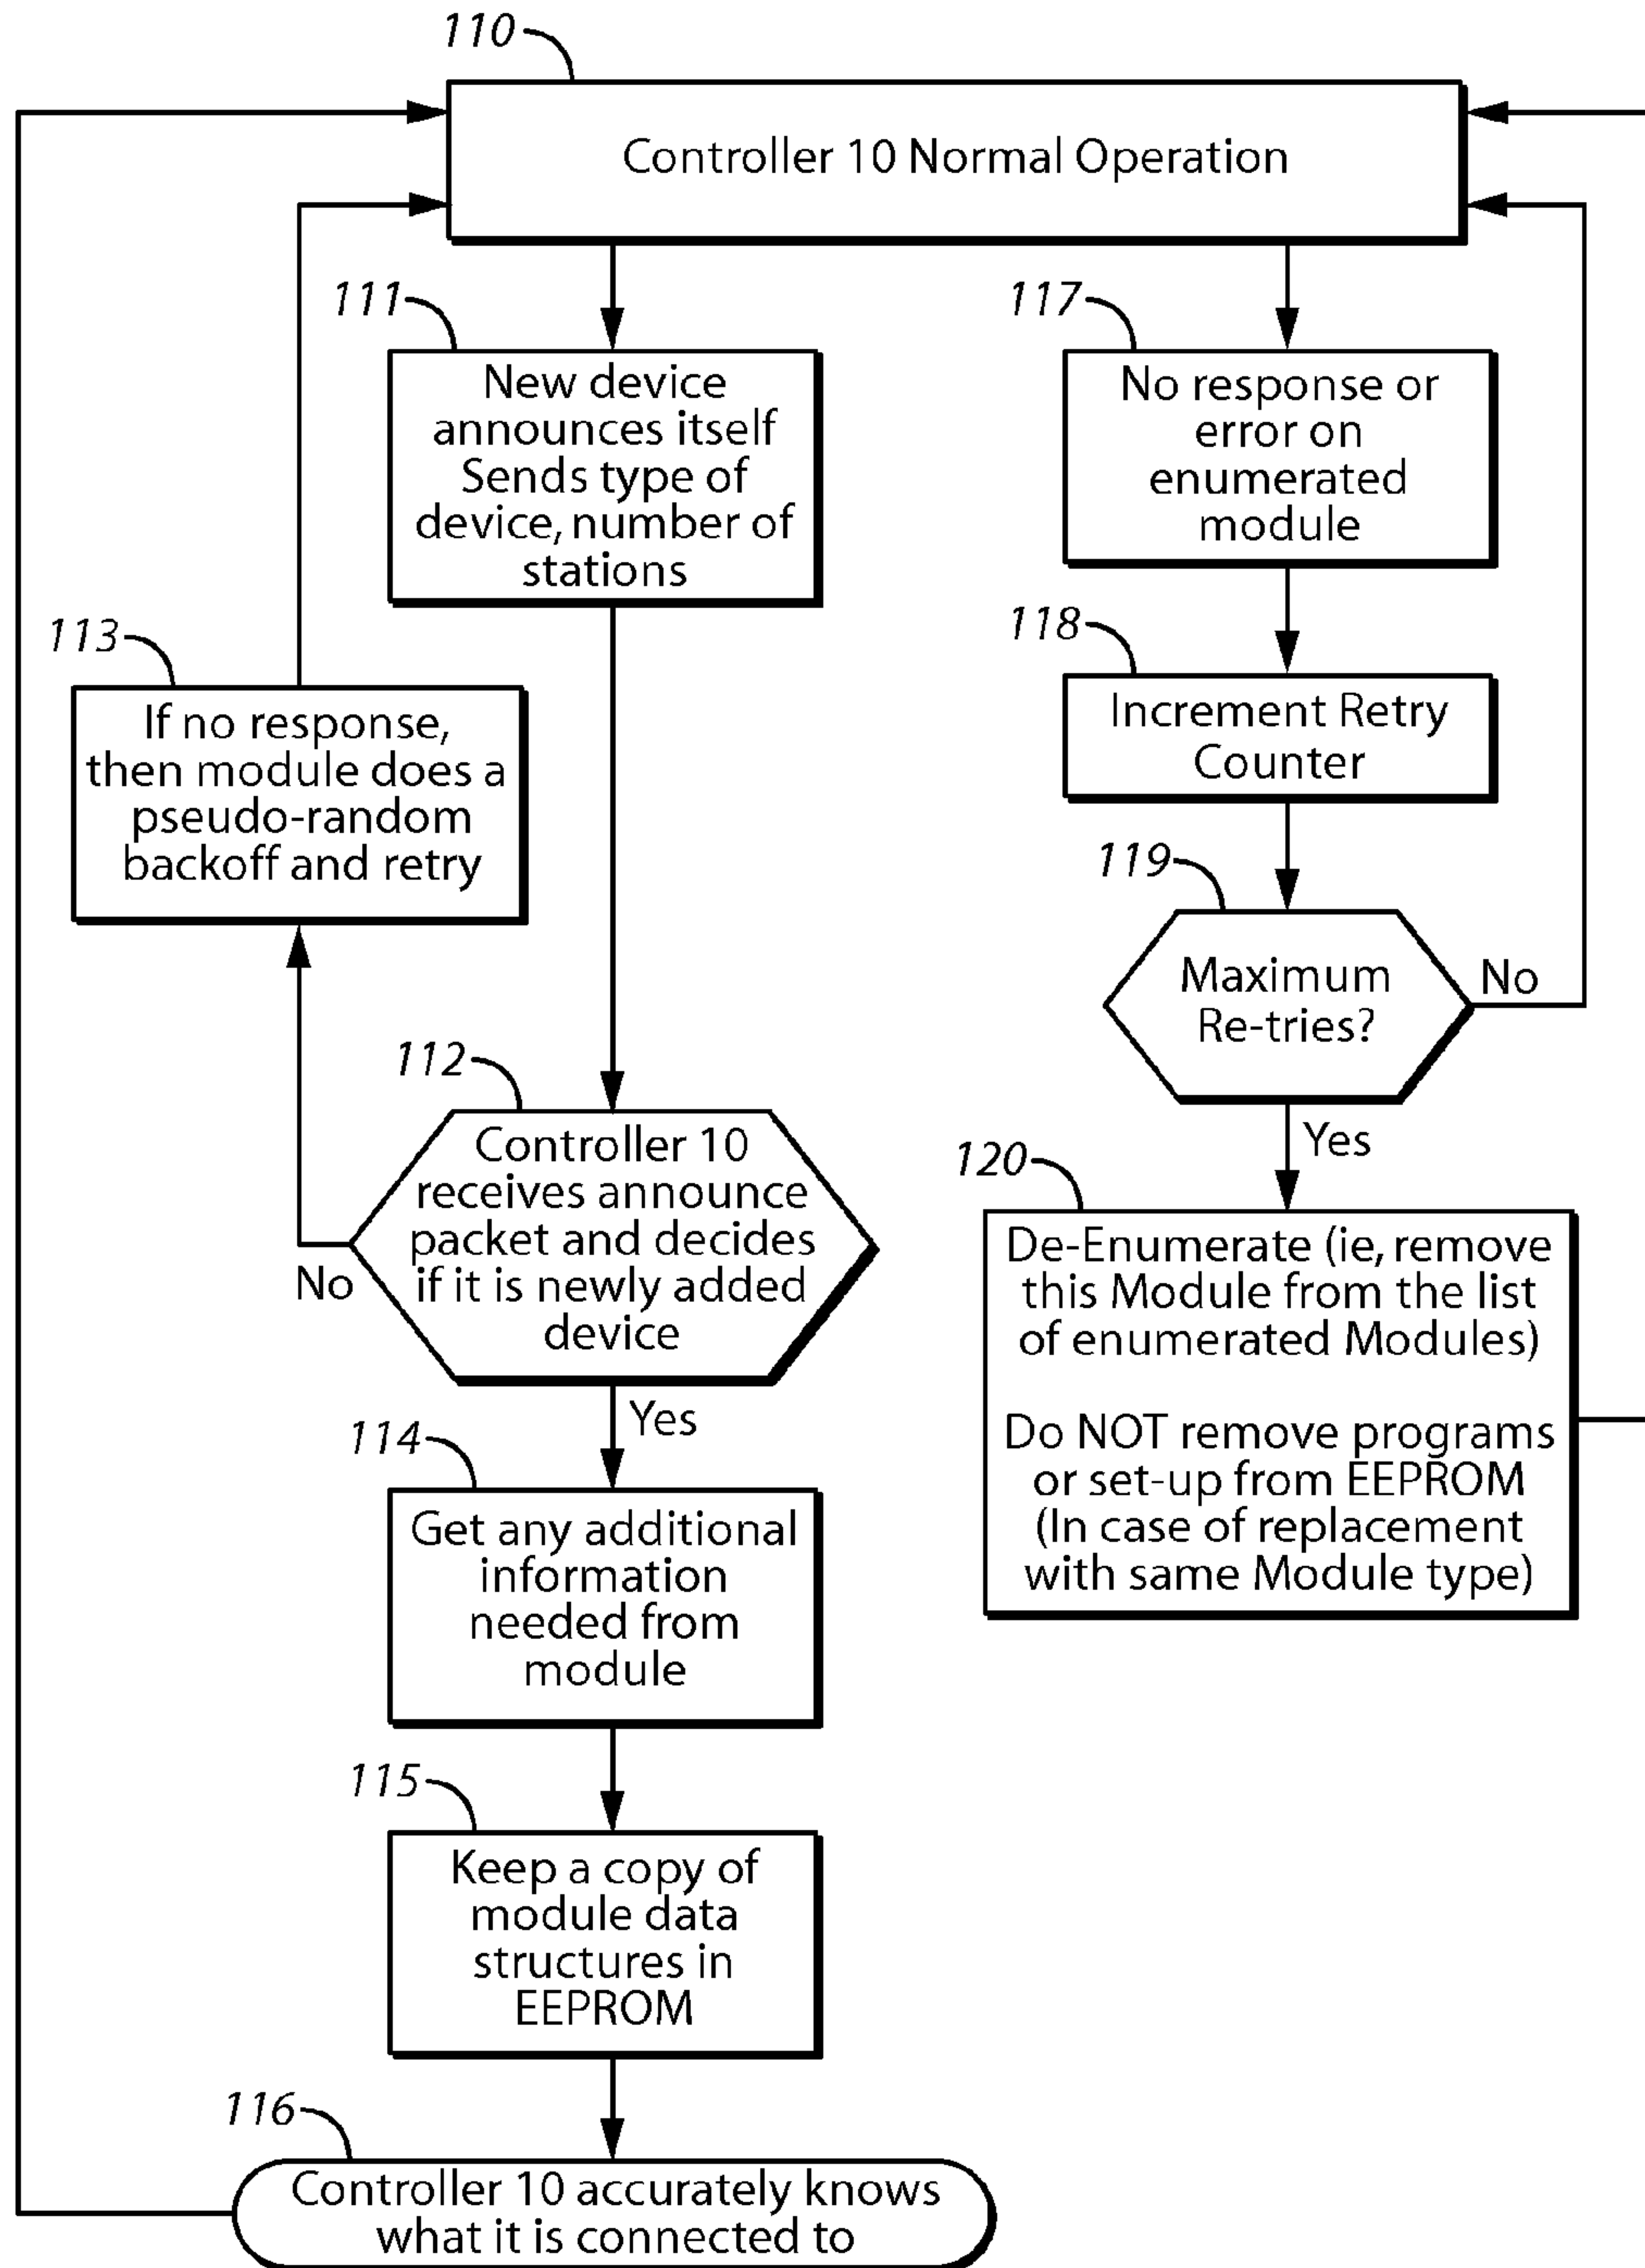 110
Controller 10 Normal Operation
111
New device
announces itself
Sends type of
device, number of
stations
113
If no response,
then module does a
pseudo-random
backoff and retry
112
Controller 10
receives announce
packet and decides
if it is newly added
device
No
Yes
114
Get any additional
information
needed from
module
115
Keep a copy of
module data
structures in
EEPROM
116
Controller 10 accurately knows
what it is connected to
117
No response or
error on
enumerated
module
118
Increment Retry
Counter
119
Maximum
Re-tries?
No
Yes
120
De-Enumerate (ie, remove
this Module from the list
of enumerated Modules)
Do NOT remove programs
or set-up from EEPROM
(In case of replacement
with same Module type)